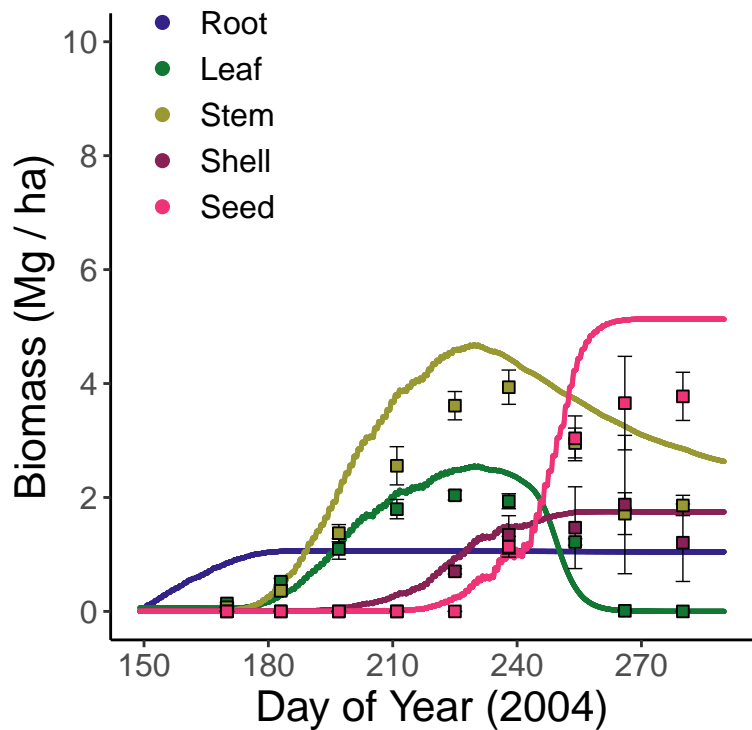 Root
Leaf
Stem
Shell
Seed
10
8
6
4
2
0
Biomass (Mg / ha)
150 180 210 240 270
Day of Year (2004)